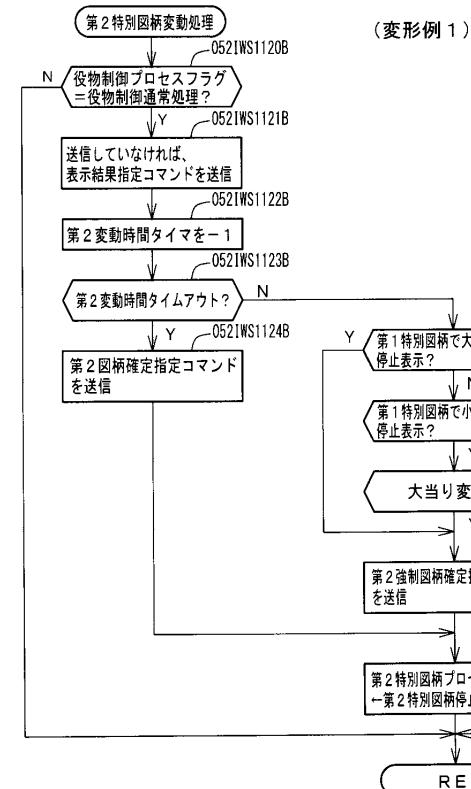 (変形例1)
第2特別図柄変動処理
052IWS1120B
N
役物制御プロセスフラグ
＝役物制御通常処理？
Y
052IWS1121B
送信していなければ、
表示結果指定コマンドを送信
052IWS1122B
第2変動時間タイマを－1
052IWS1123B
第2変動時間タイムアウト？
N
Y
052IWS1124B
第2図柄確定指定コマンド
を送信
Y
第1特別図柄で大
停止表示？
N
第1特別図柄で小
停止表示？
Y
大当り変
Y
第2強制図柄確定
を送信
第2特別図柄プロ
←第2特別図柄停
RE